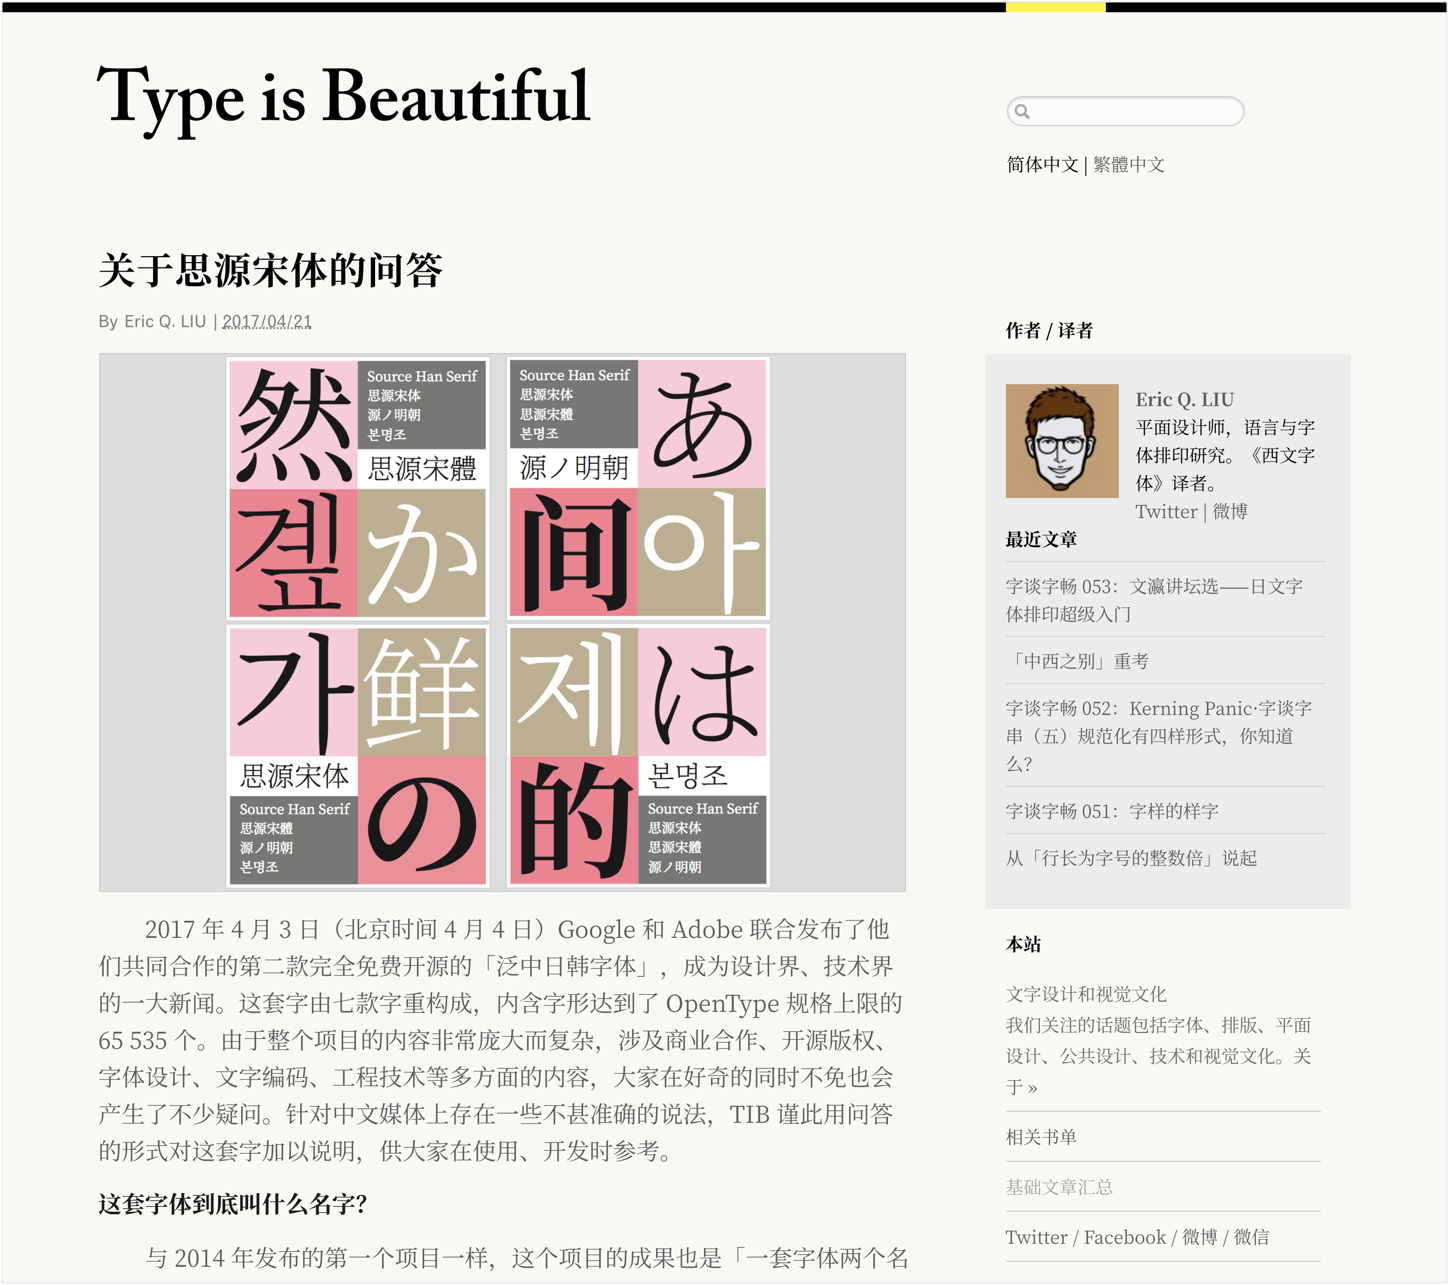 Type is Beautiful
简体中文 | 繁體中文
关于思源宋体的问答
By Eric Q. LIU | 2017/04/21
然
Source Han Serif
思源宋体
源ノ明朝
본명조
思源宋體
か
Source Han Serif
思源宋体
思源宋體
본명조
源ノ明朝
あ
间
아
가
鲜
思源宋体
Source Han Serif
思源宋體
源ノ明朝
본명조
の
제
は
的
본명조
Source Han Serif
思源宋体
思源宋體
源ノ明朝
2017 年 4 月 3 日（北京时间 4 月 4 日）Google 和 Adobe 联合发布了他
们共同合作的第二款完全免费开源的「泛中日韩字体」，成为设计界、技术界
的一大新闻。这套字由七款字重构成，内含字形达到了 OpenType 规格上限的
65 535 个。由于整个项目的内容非常庞大而复杂，涉及商业合作、开源版权、
字体设计、文字编码、工程技术等多方面的内容，大家在好奇的同时不免也会
产生了不少疑问。针对中文媒体上存在一些不甚准确的说法，TIB 谨此用问答
的形式对这套字加以说明，供大家在使用、开发时参考。
这套字体到底叫什么名字？
与 2014 年发布的第一个项目一样，这个项目的成果也是「一套字体两个名
作者 / 译者
Eric Q. LIU
平面设计师，语言与字
体排印研究。《西文字
体》译者。
Twitter | 微博
最近文章
字谈字畅 053：文瀛讲坛选——日文字
体排印超级入门
「中西之别」重考
字谈字畅 052：Kerning Panic·字谈字
串（五）规范化有四样形式，你知道
么？
字谈字畅 051：字样的样字
从「行长为字号的整数倍」说起
本站
文字设计和视觉文化
我们关注的话题包括字体、排版、平面
设计、公共设计、技术和视觉文化。关
于 »
相关书单
基础文章汇总
Twitter / Facebook / 微博 / 微信